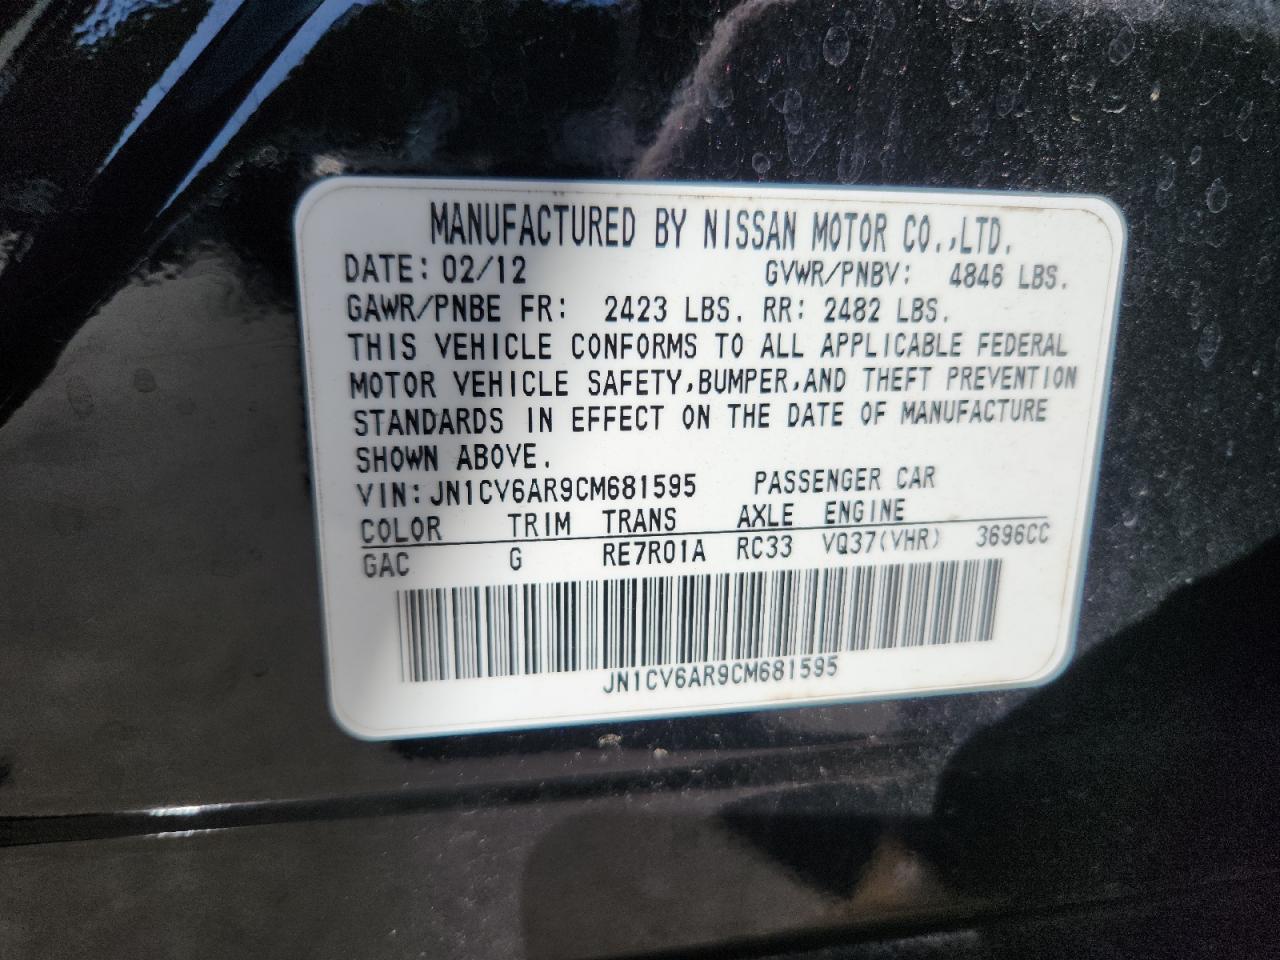 MANUFACTURED BY NISSAN MOTOR CO.,LTD.
DATE: 02/12 GVWR/PNBV: 4846 LBS.
GAWR/PNBE FR: 2423 LBS. RR: 2482 LBS.
THIS VEHICLE CONFORMS TO ALL APPLICABLE FEDERAL
MOTOR VEHICLE SAFETY,BUMPER,AND THEFT PREVENTION
STANDARDS IN EFFECT ON THE DATE OF MANUFACTURE
SHOWN ABOVE.
VIN: JN1CV6AR9CM681595 PASSENGER CAR
COLOR TRIM TRANS AXLE ENGINE
GAC G RE7R01A RC33 VQ37(VHR) 3696CC
JN1CV6AR9CM681595